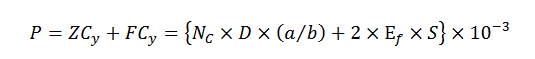 P = ZC_y + FC_y = {N_C × D × (a/b) + 2 × E_f × S} × 10⁻³